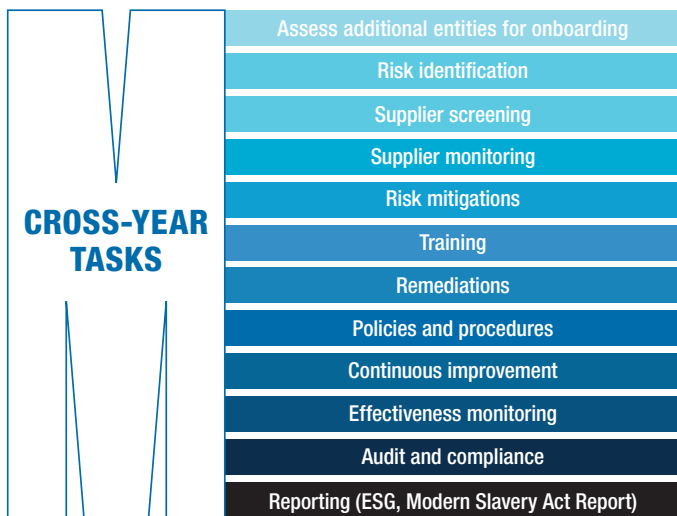 CROSS-YEAR
TASKS
Assess additional entities for onboarding
Risk identification
Supplier screening
Supplier monitoring
Risk mitigations
Training
Remediations
Policies and procedures
Continuous improvement
Effectiveness monitoring
Audit and compliance
Reporting (ESG, Modern Slavery Act Report)